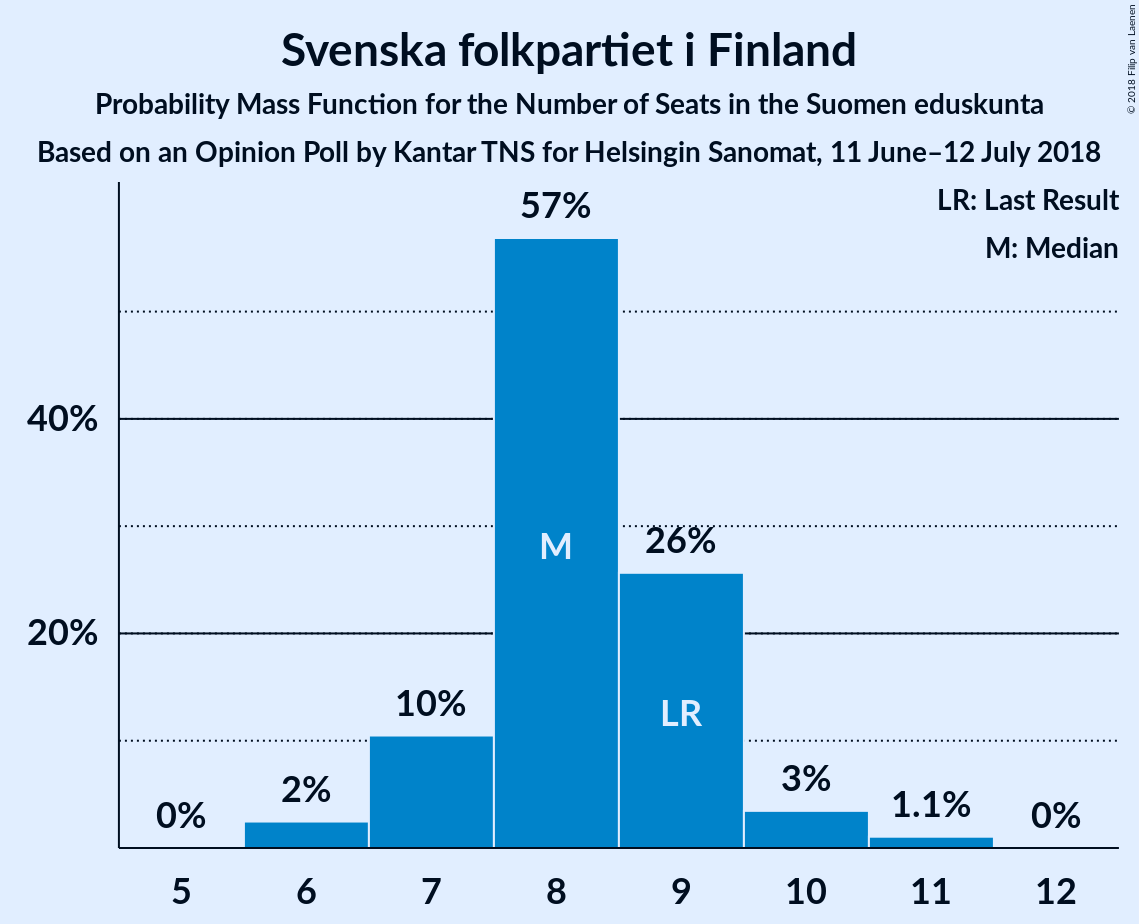 Svenska folkpartiet i Finland
Probability Mass Function for the Number of Seats in the Suomen eduskunta
Based on an Opinion Poll by Kantar TNS for Helsingin Sanomat, 11 June–12 July 2018
© 2018 Filip van Laenen
LR: Last Result
M: Median
57%
40%
M
26%
20%
LR
10%
2%
3%
1.1%
0%
0%
5 6 7 8 9 10 11 12